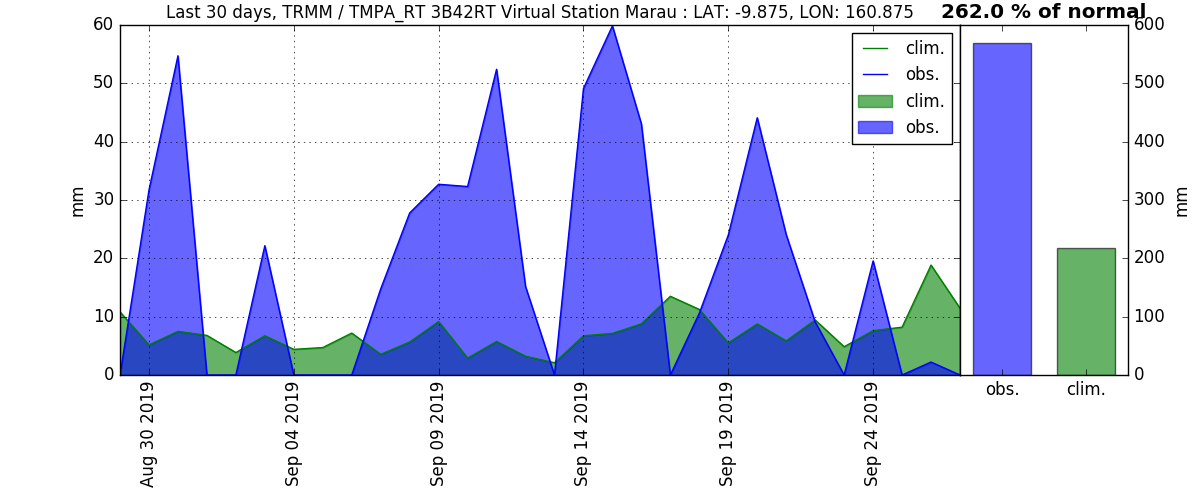 Last 30 days, TRMM / TMPA_RT 3B42RT Virtual Station Marau : LAT: -9.875, LON: 160.875
262.0 % of normal
60
50
40
30
20
10
0
mm
clim.
obs.
clim.
obs.
600
500
400
300
200
100
0
mm
obs.
clim.
Aug 30 2019
Sep 04 2019
Sep 09 2019
Sep 14 2019
Sep 19 2019
Sep 24 2019